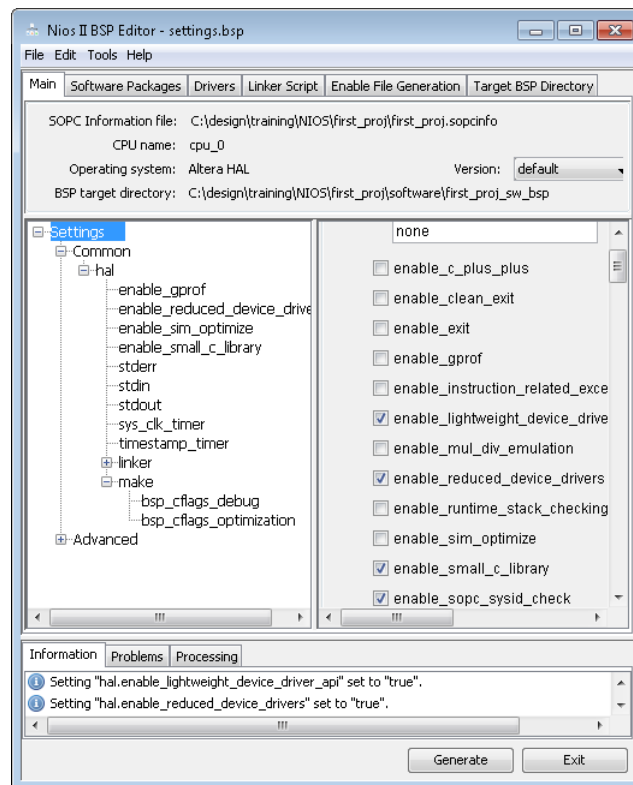 Nios II BSP Editor - settings.bsp
File Edit Tools Help
Main Software Packages Drivers Linker Script Enable File Generation Target BSP Directory
SOPC Information file: C:\design\training\NIOS\first_proj\first_proj.sopcinfo
CPU name: cpu_0
Operating system: Altera HAL Version: default
BSP target directory: C:\design\training\NIOS\first_proj\software\first_proj_sw_bsp
Settings
Common
hal
enable_gprof
enable_reduced_device_drive
enable_sim_optimize
enable_small_c_library
stderr
stdin
stdout
sys_clk_timer
timestamp_timer
linker
make
bsp_cflags_debug
bsp_cflags_optimization
Advanced
none
enable_c_plus_plus
enable_clean_exit
enable_exit
enable_gprof
enable_instruction_related_exce
enable_lightweight_device_drive
enable_mul_div_emulation
enable_reduced_device_drivers
enable_runtime_stack_checking
enable_sim_optimize
enable_small_c_library
enable_sopc_sysid_check
Information Problems Processing
Setting "hal.enable_lightweight_device_driver_api" set to "true".
Setting "hal.enable_reduced_device_drivers" set to "true".
Generate Exit